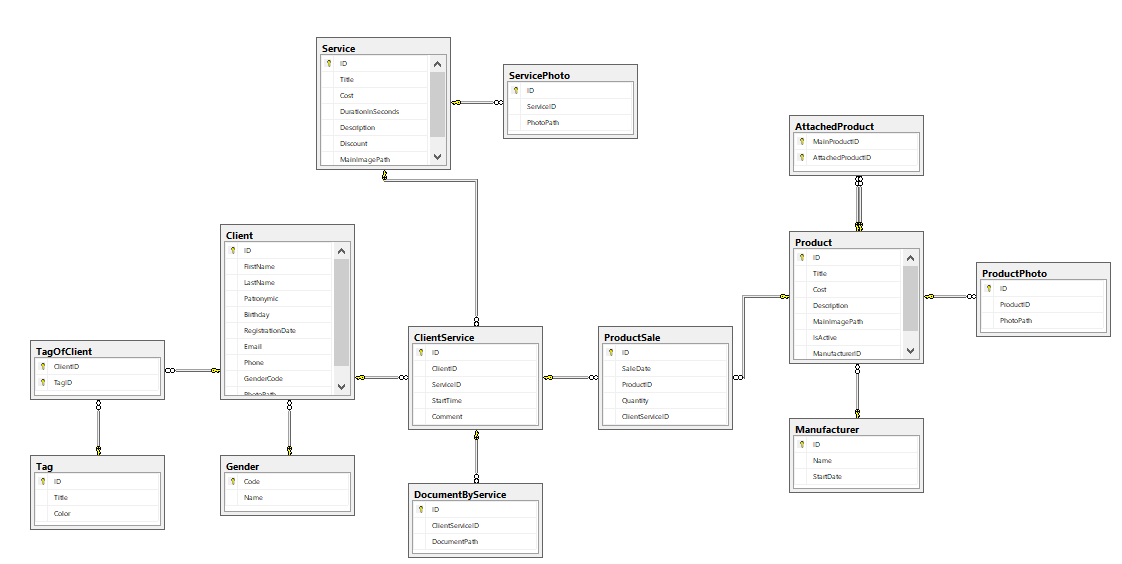 Service
ID
Title
Cost
DurationInSeconds
Description
Discount
MainImagePath
ServicePhoto
ID
ServiceID
PhotoPath
AttachedProduct
MainProductID
AttachedProductID
Client
ID
FirstName
LastName
Patronymic
Birthday
RegistrationDate
Email
Phone
GenderCode
PhotoPath
Product
ID
Title
Cost
Description
MainImagePath
IsActive
ManufacturerID
ProductPhoto
ID
ProductID
PhotoPath
TagOfClient
ClientID
TagID
ClientService
ID
ClientID
ServiceID
StartTime
Comment
ProductSale
ID
SaleDate
ProductID
Quantity
ClientServiceID
Manufacturer
ID
Name
StartDate
Tag
ID
Title
Color
Gender
Code
Name
DocumentByService
ID
ClientServiceID
DocumentPath